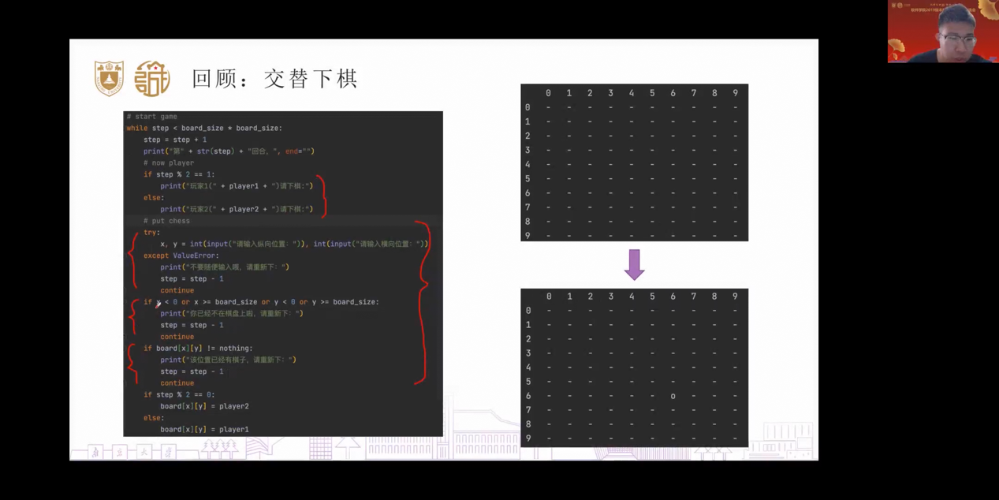 回顾：交替下棋
# start game
while step < board_size * board_size:
step = step + 1
print("第" + str(step) + "回合，", end="")
# now player
if step % 2 == 1:
print("玩家1(" + player1 + ")请下棋:")
else:
print("玩家2(" + player2 + ")请下棋:")
# put chess
try:
x, y = int(input("请输入纵向位置：")), int(input("请输入横向位置："))
except ValueError:
print("不要随便输入哦，请重新下：")
step = step - 1
continue
if x < 0 or x >= board_size or y < 0 or y >= board_size:
print("你已经不在棋盘上啦，请重新下：")
step = step - 1
continue
if board[x][y] != nothing:
print("该位置已经有棋子，请重新下：")
step = step - 1
continue
if step % 2 == 0:
board[x][y] = player2
else:
board[x][y] = player1
0 1 2 3 4 5 6 7 8 9
0 - - - - - - - - - -
1 - - - - - - - - - -
2 - - - - - - - - - -
3 - - - - - - - - - -
4 - - - - - - - - - -
5 - - - - - - - - - -
6 - - - - - - - - - -
7 - - - - - - - - - -
8 - - - - - - - - - -
9 - - - - - - - - - -
0 1 2 3 4 5 6 7 8 9
0 - - - - - - - - - -
1 - - - - - - - - - -
2 - - - - - - - - - -
3 - - - - - - - - - -
4 - - - - - - - - - -
5 - - - - - - - - - -
6 - - - - - - o - - -
7 - - - - - - - - - -
8 - - - - - - - - - -
9 - - - - - - - - - -